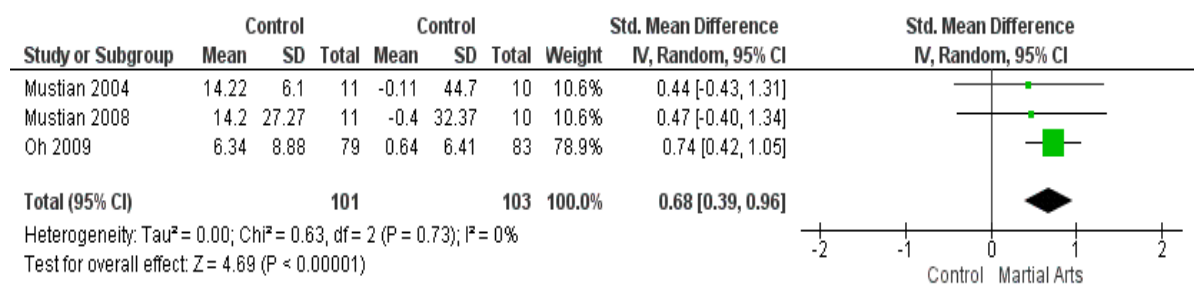 Control Control Std. Mean Difference Std. Mean Difference
Study or Subgroup Mean SD Total Mean SD Total Weight IV, Random, 95% CI IV, Random, 95% CI
Mustian 2004 14.22 6.1 11 -0.11 44.7 10 10.6% 0.44 [-0.43, 1.31]
Mustian 2008 14.2 27.27 11 -0.4 32.37 10 10.6% 0.47 [-0.40, 1.34]
Oh 2009 6.34 8.88 79 0.64 6.41 83 78.9% 0.74 [0.42, 1.05]
Total (95% CI) 101 103 100.0% 0.68 [0.39, 0.96]
Heterogeneity: Tau² = 0.00; Chi² = 0.63, df = 2 (P = 0.73); I² = 0%
Test for overall effect: Z = 4.69 (P < 0.00001)
-2 -1 0 1 2
Control Martial Arts